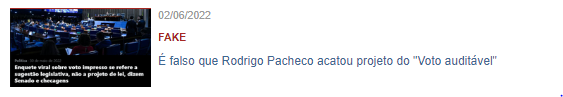 02/06/2022
FAKE
É falso que Rodrigo Pacheco acatou projeto do "Voto auditável"
Política
Enquete viral sobre voto impresso se refere a
sugestão legislativa, não a projeto de lei, dizem
Senado e checagens